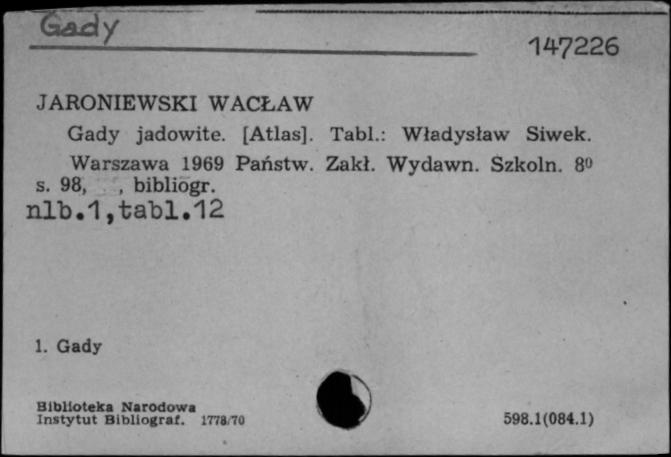 Gady
147226
JARONIEWSKI WACŁAW
Gady jadowite. [Atlas]. Tabl.: Władysław Siwek.
Warszawa 1969 Państw. Zakł. Wydawn. Szkoln. 8⁰
s. 98, , bibliogr.
nlb.1,tabl.12
1. Gady
Biblioteka Narodowa
Instytut Bibliograf. 1778/70
598.1(084.1)